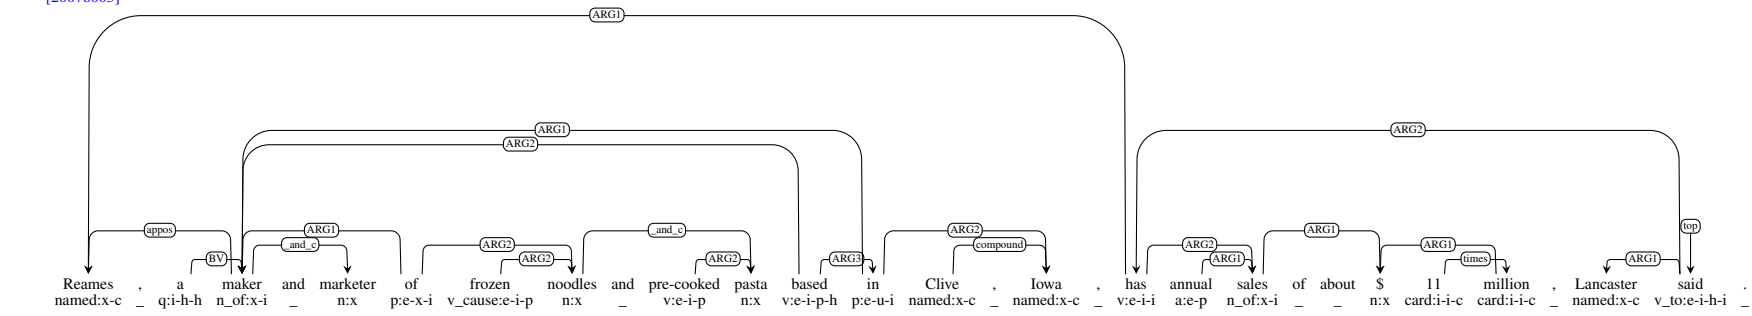 [20070003]
ARG1
ARG1 ARG2
ARG2
top
appos ARG1 ARG2 _and_c ARG2 ARG2 ARG1 ARG1
_and_c compound
BV ARG2 ARG2 ARG3 ARG1 times ARG1
Reames , a maker and marketer of frozen noodles and pre-cooked pasta based in Clive , Iowa , has annual sales of about $ 11 million , Lancaster said .
named:x-c _ q:i-h-h n_of:x-i _ n:x p:e-x-i v_cause:e-i-p n:x _ v:e-i-p n:x v:e-i-p-h p:e-u-i named:x-c _ named:x-c _ v:e-i-i a:e-p n_of:x-i _ _ n:x card:i-i-c card:i-i-c _ named:x-c v_to:e-i-h-i _